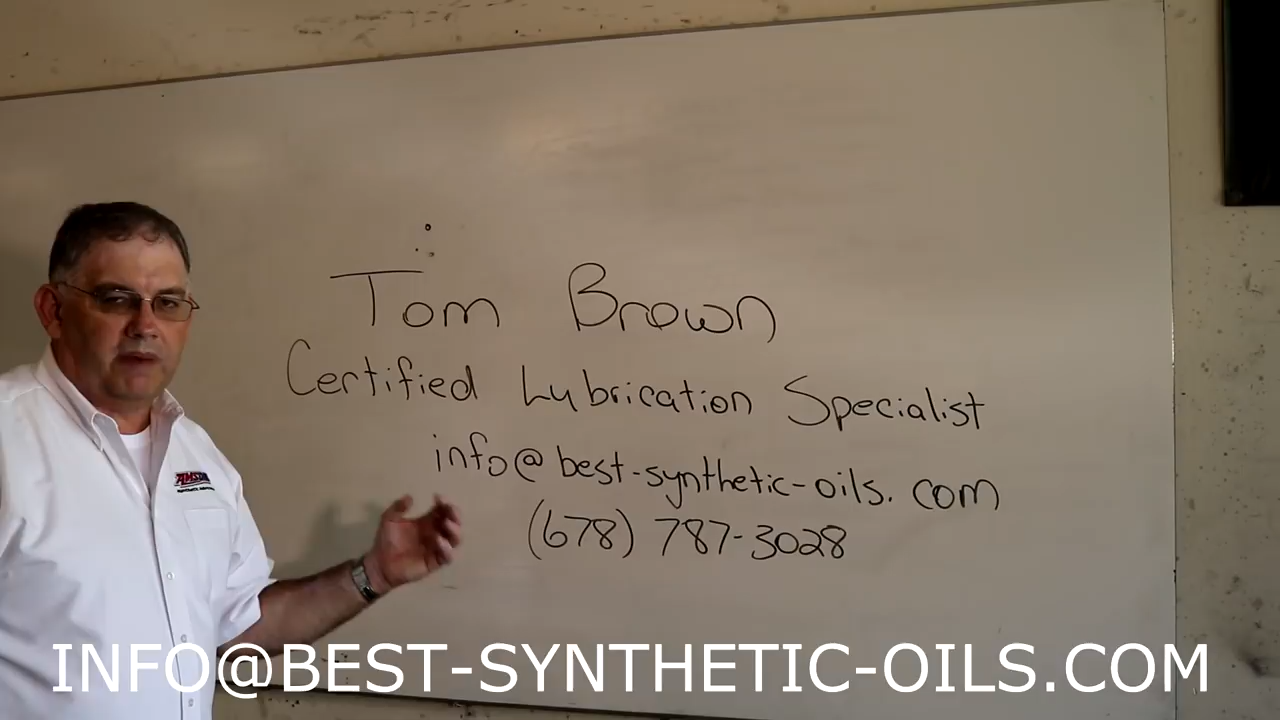 Tom Brown
Certified Lubrication Specialist
info@best-synthetic-oils.com
(678) 787-3028
INFO@BEST-SYNTHETIC-OILS.COM